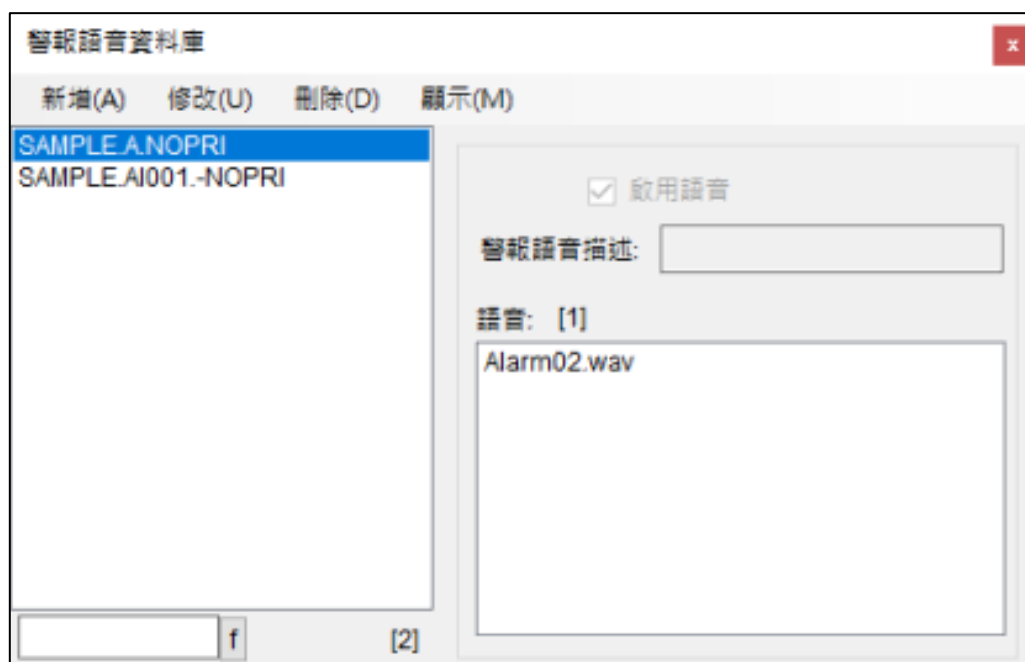 警報語音資料庫
x
新增(A) 修改(U) 刪除(D) 顯示(M)
SAMPLE.A.NOPRI
SAMPLE.AI001.-NOPRI
啟用語音
警報語音描述:
語音: [1]
Alarm02.wav
f [2]